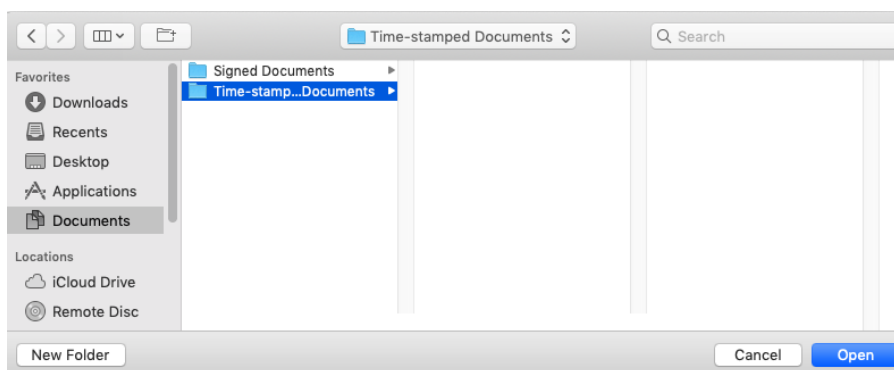 Time-stamped Documents
Search
Favorites
Downloads
Recents
Desktop
Applications
Documents
Locations
iCloud Drive
Remote Disc
Signed Documents
Time-stamp...Documents
New Folder
Cancel
Open